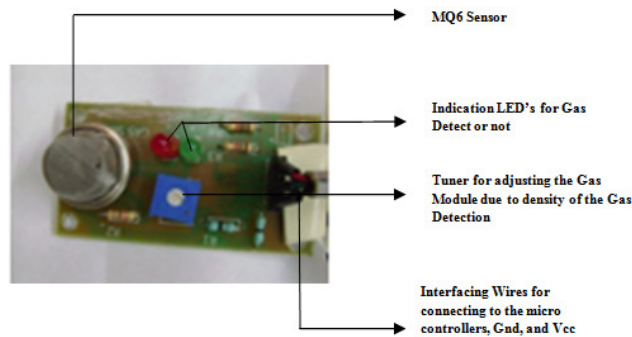 MQ6 Sensor
Indication LED's for Gas
Detect or not
Tuner for adjusting the Gas
Module due to density of the Gas
Detection
Interfacing Wires for
connecting to the micro
controllers, Gnd, and Vcc